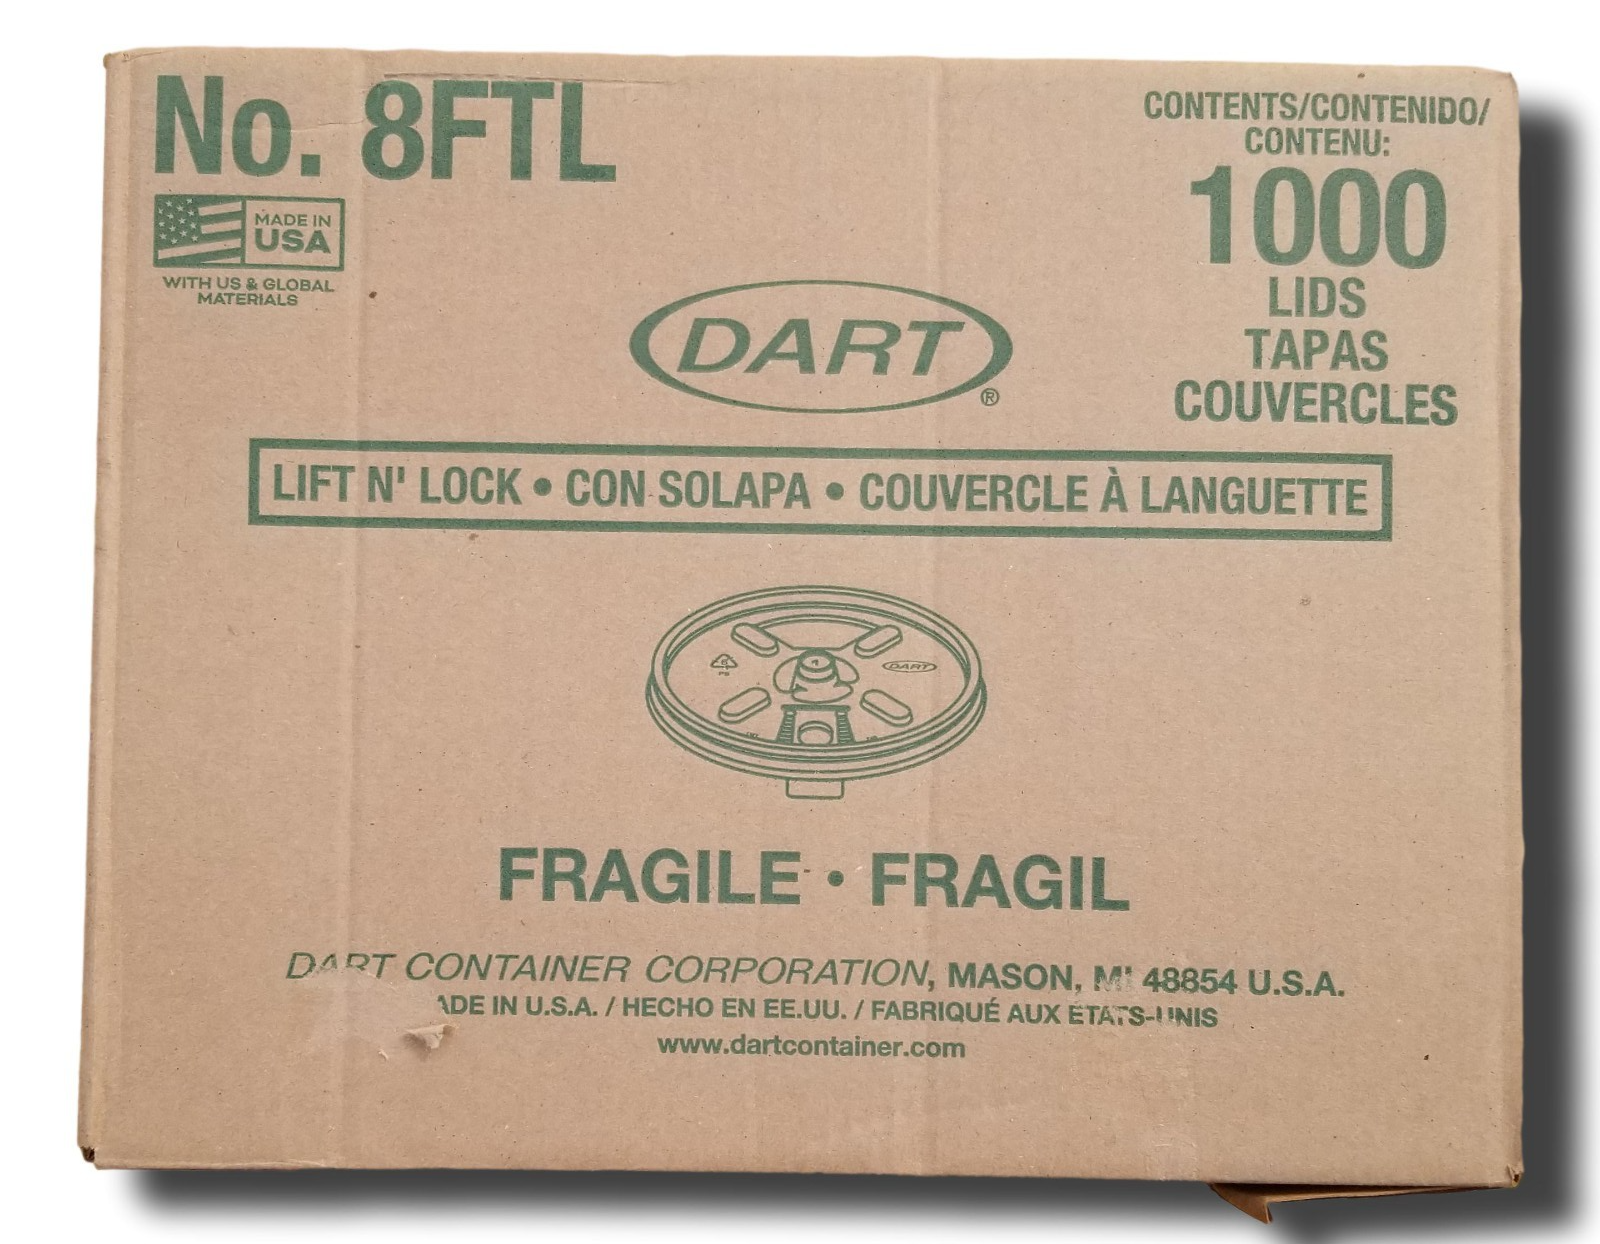 No. 8FTL
MADE IN
USA
WITH US & GLOBAL
MATERIALS
CONTENTS/CONTENIDO/
CONTENU:
1000
LIDS
TAPAS
COUVERCLES
DART
®
LIFT N' LOCK • CON SOLAPA • COUVERCLE À LANGUETTE
6
PS
DART
FRAGILE • FRAGIL
DART CONTAINER CORPORATION, MASON, MI 48854 U.S.A.
ADE IN U.S.A. / HECHO EN EE.UU. / FABRIQUÉ AUX ÉTATS-UNIS
www.dartcontainer.com